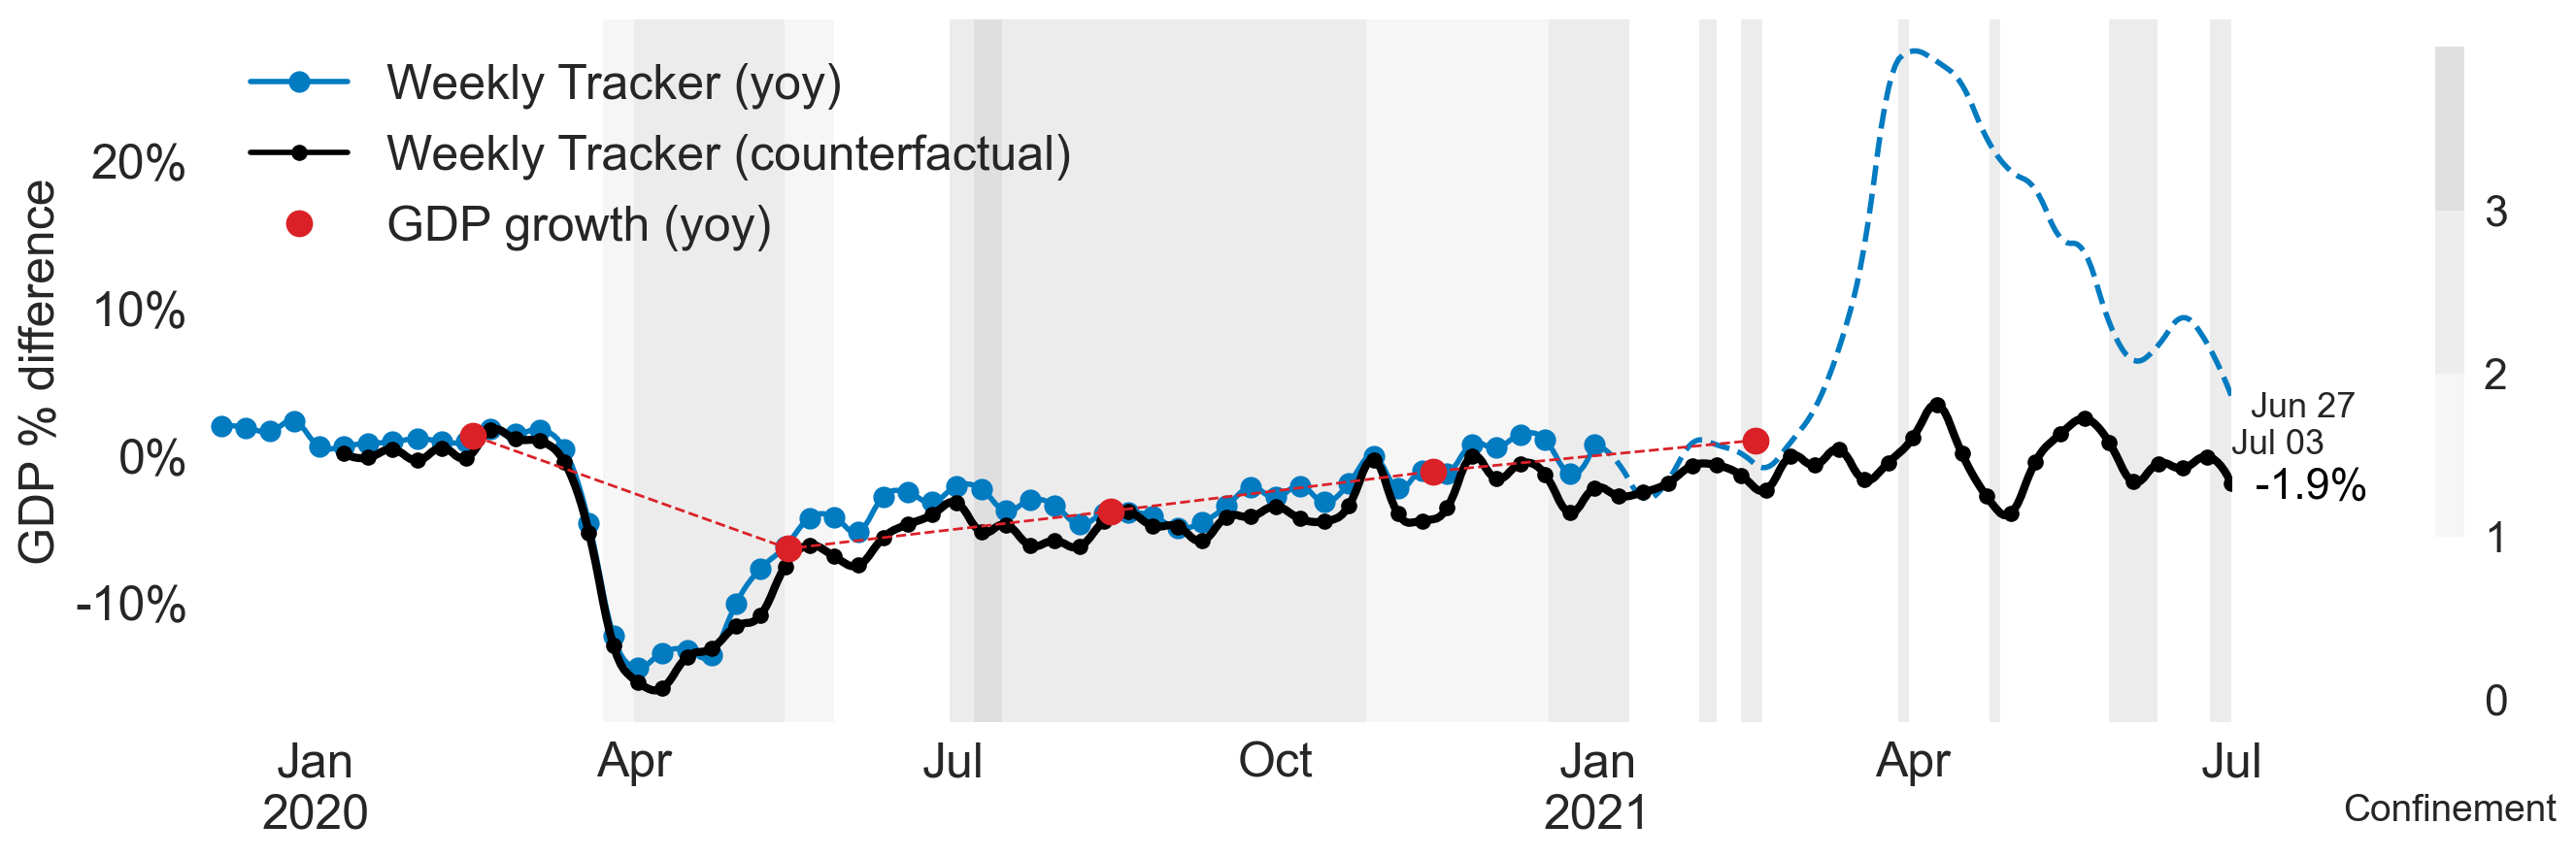 Weekly Tracker (yoy)
Weekly Tracker (counterfactual)
GDP growth (yoy)
GDP % difference
20%
10%
0%
-10%
Jun 27
Jul 03
-1.9%
3
2
1
0
Jan
2020
Apr
Jul
Oct
Jan
2021
Apr
Jul
Confinement